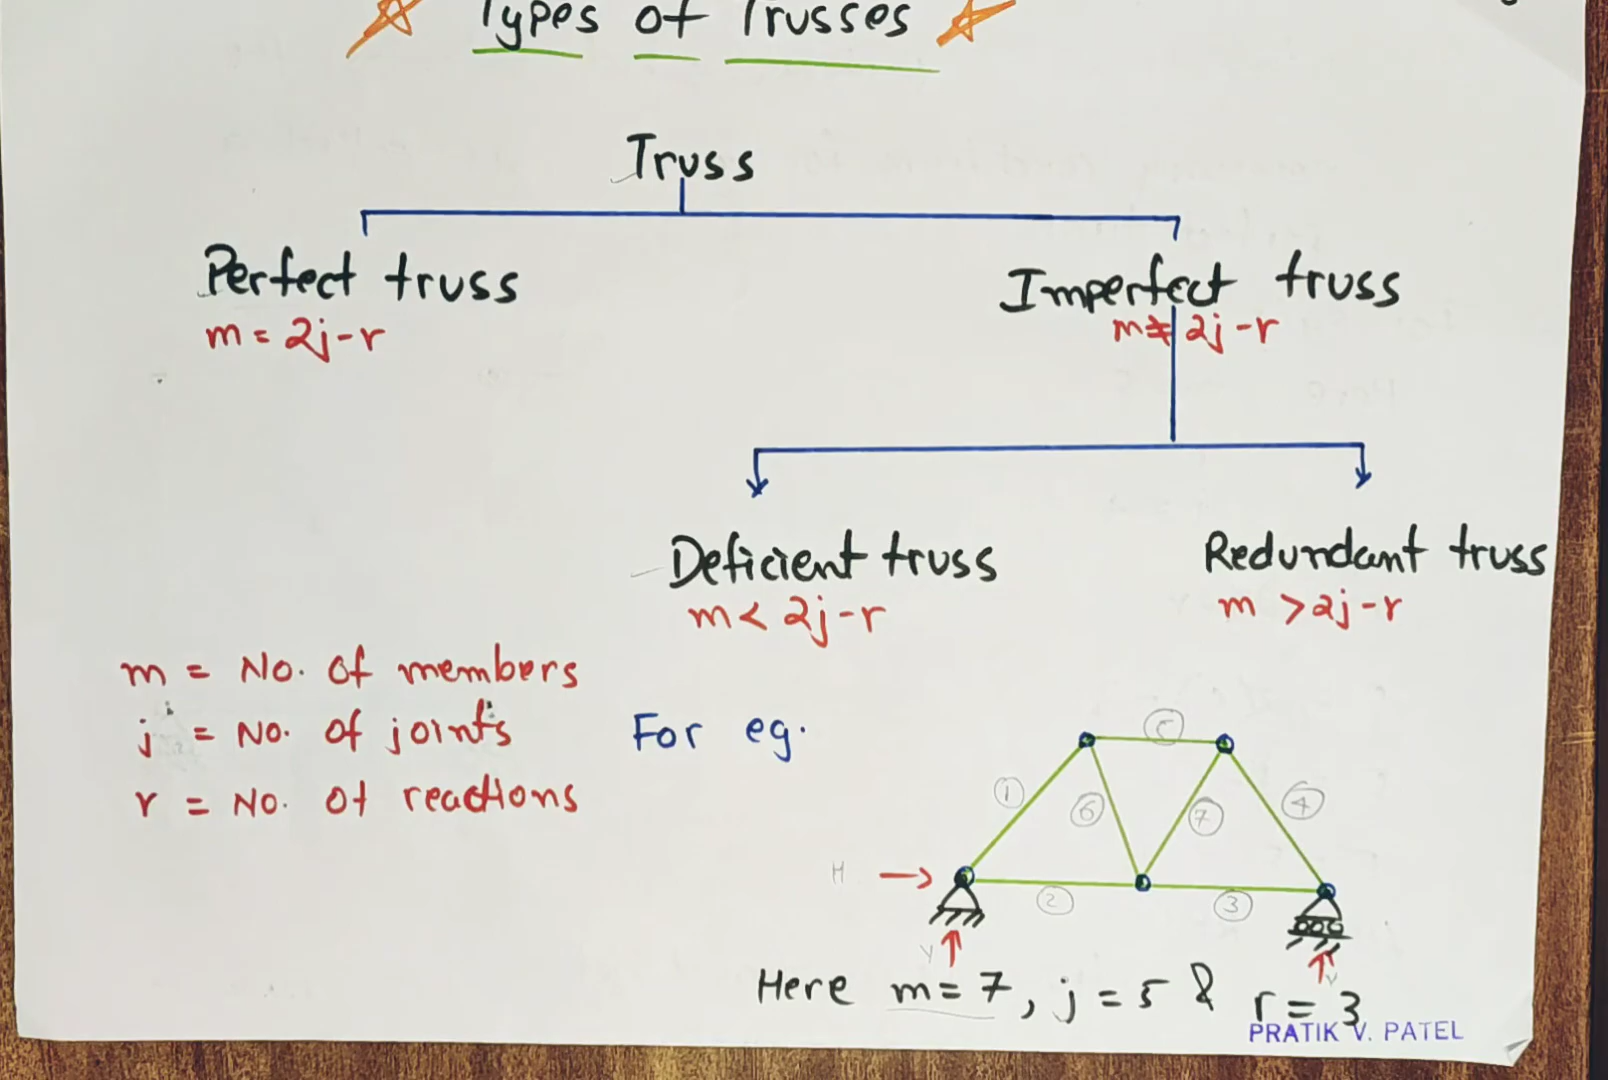 Types of Trusses
Truss
Perfect truss
m = 2j-r
Imperfect truss
m ≠ 2j-r
Deficient truss
m < 2j-r
Redundant truss
m > 2j-r
m = No. of members
j = No. of joints
r = No. of reactions
For eg.
5
1
6
7
4
H
2
3
V
V
Here m = 7, j = 5 & r = 3
PRATIK V. PATEL